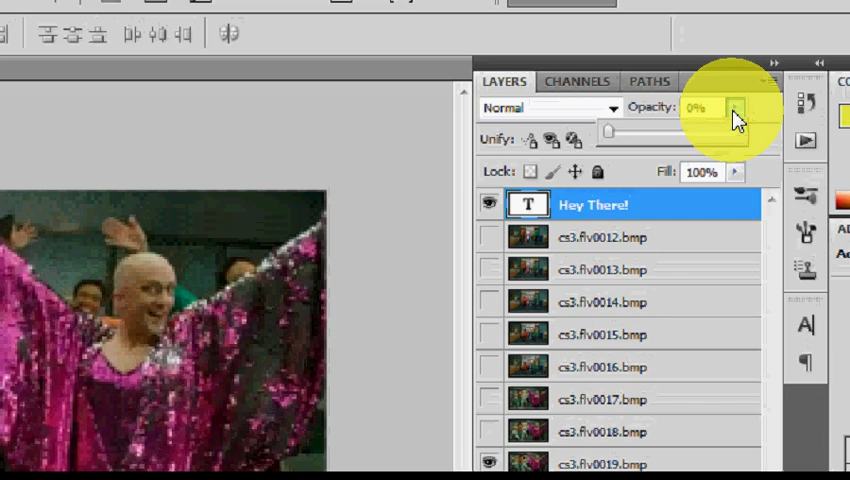 LAYERS CHANNELS PATHS CO
Normal Opacity: 0%
Unify:
Lock: Fill: 100%
T Hey There!
cs3.flv0012.bmp
cs3.flv0013.bmp
cs3.flv0014.bmp
cs3.flv0015.bmp
cs3.flv0016.bmp
cs3.flv0017.bmp
cs3.flv0018.bmp
cs3.flv0019.bmp